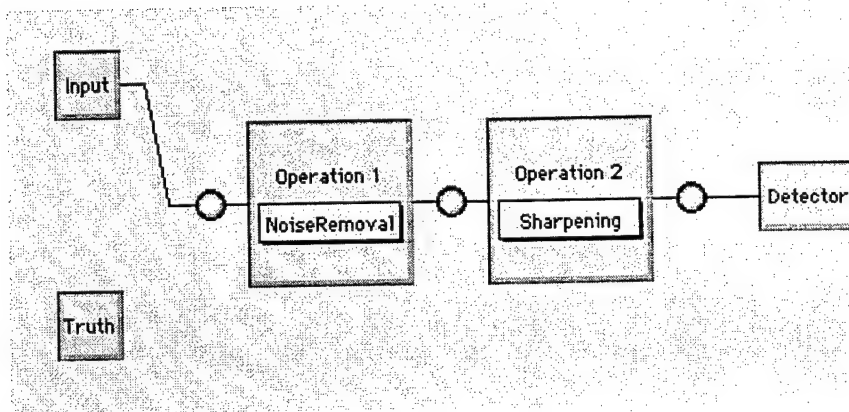 Input
Operation 1
NoiseRemoval
Operation 2
Sharpening
Detector
Truth